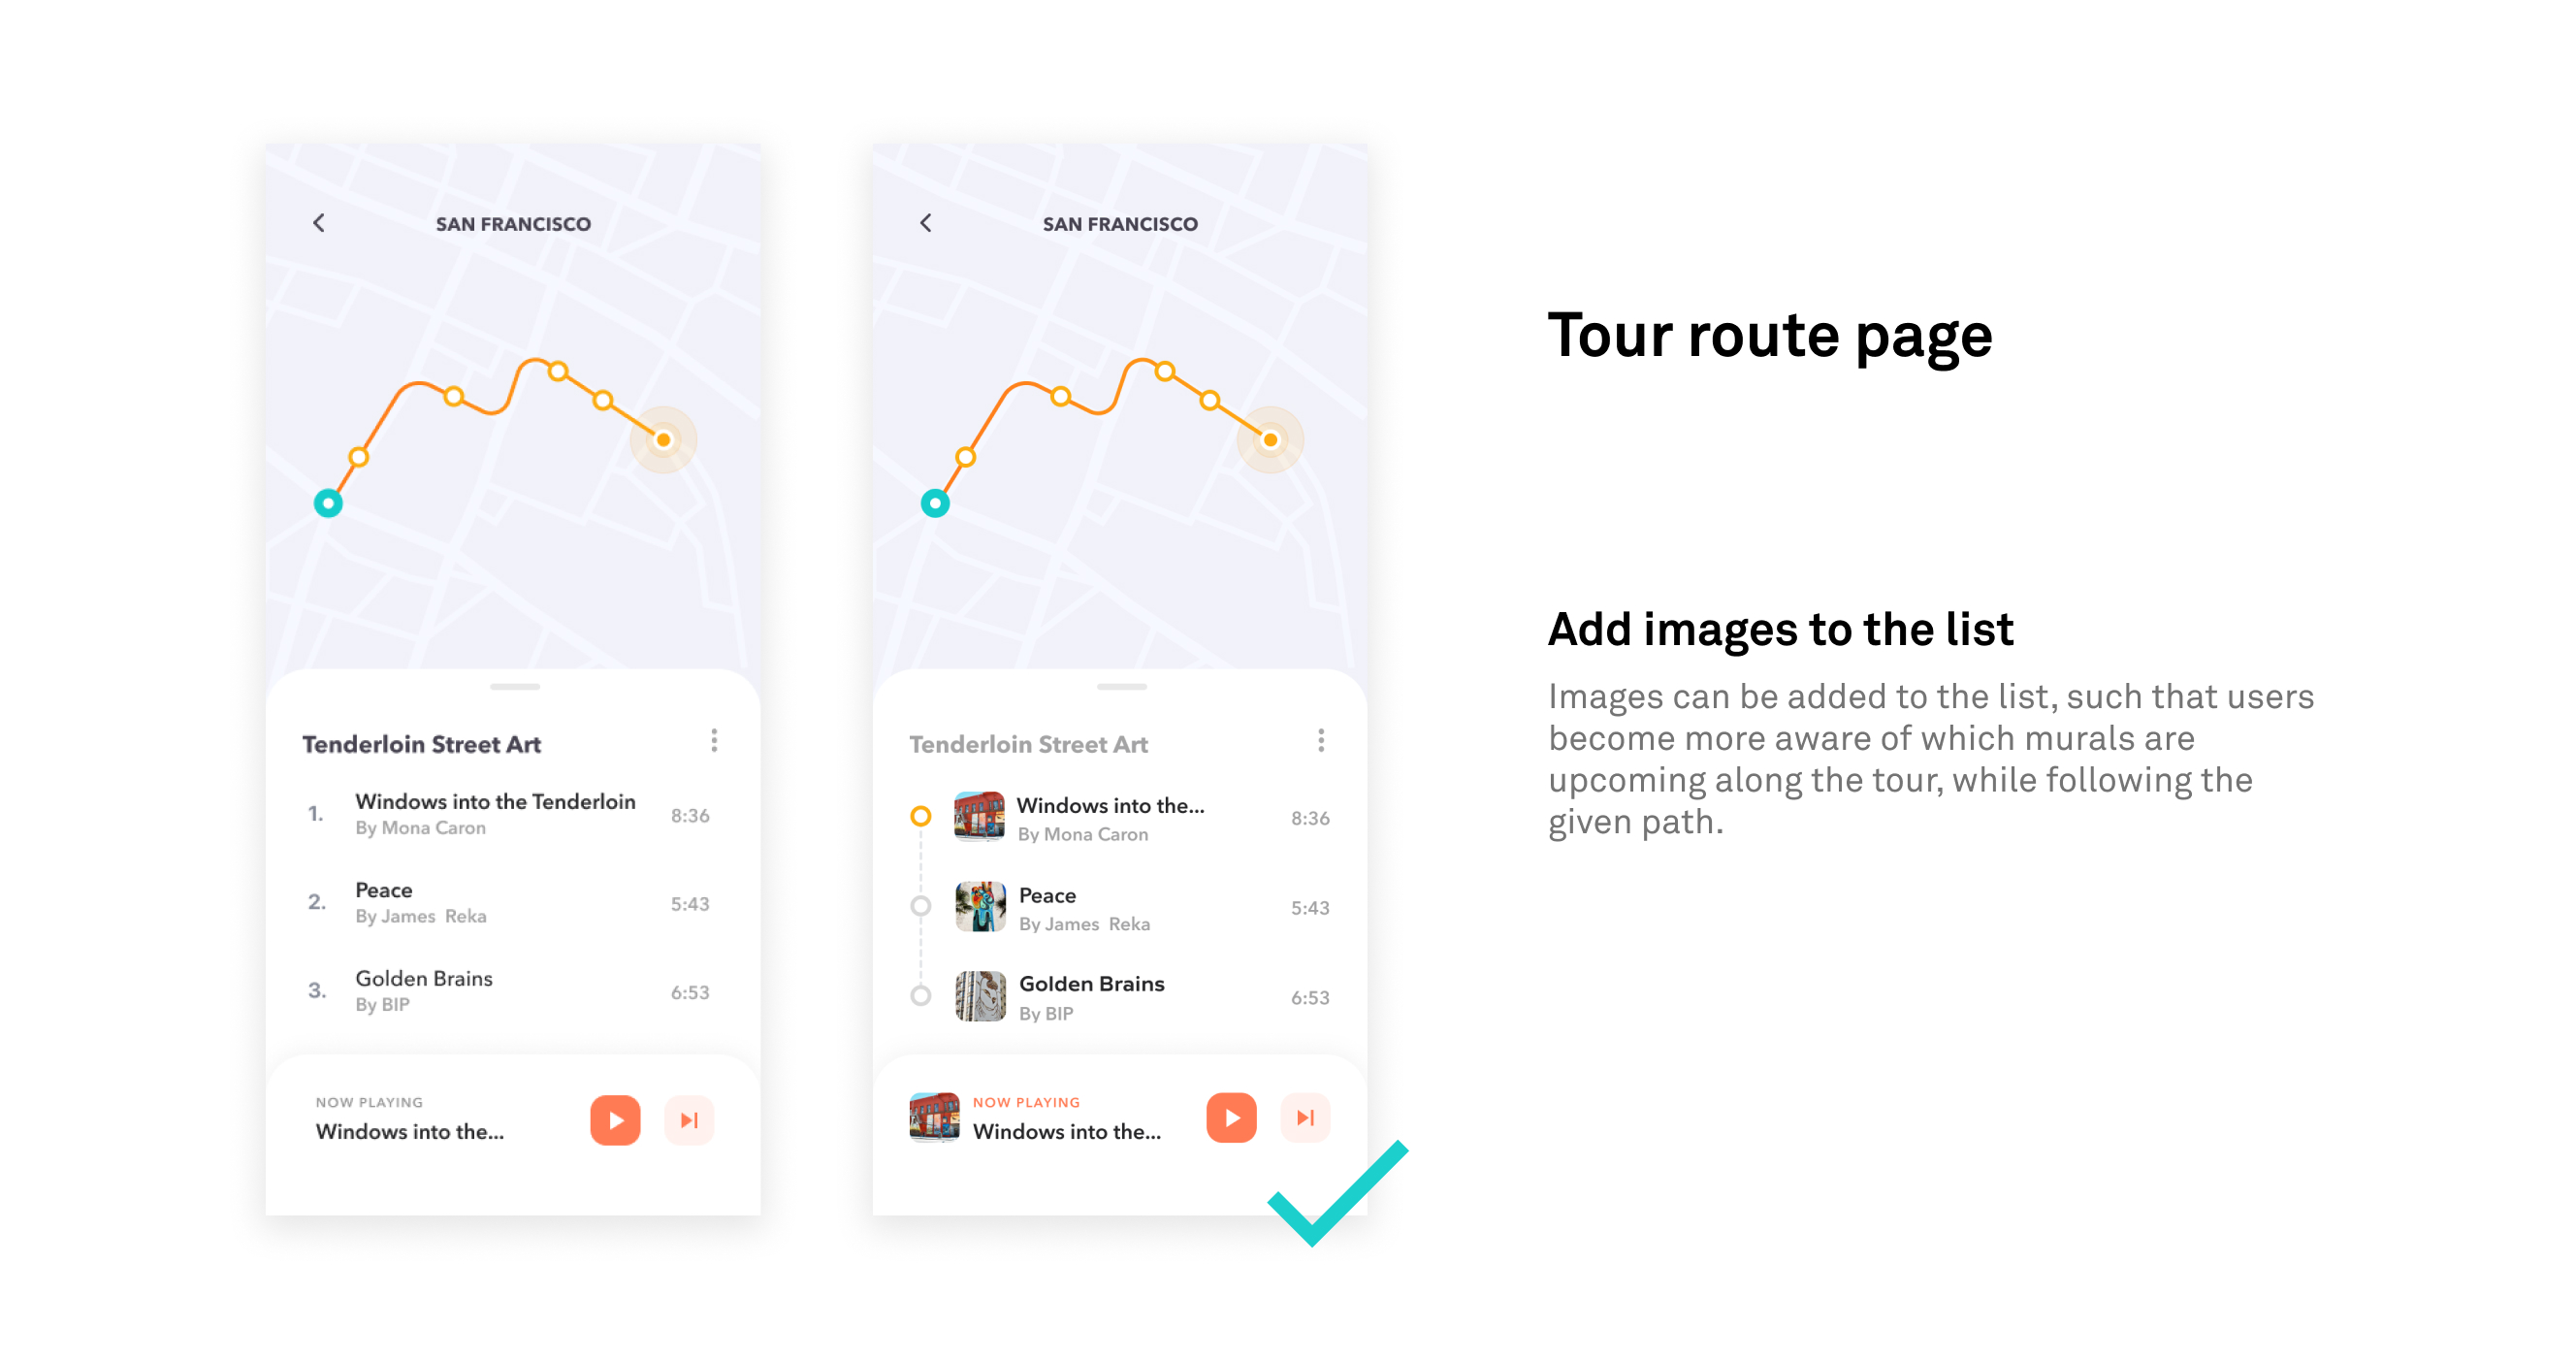 SAN FRANCISCO
Tenderloin Street Art
1. Windows into the Tenderloin 8:36
By Mona Caron
2. Peace 5:43
By James Reka
3. Golden Brains 6:53
By BIP
NOW PLAYING
Windows into the...
SAN FRANCISCO
Tenderloin Street Art
Windows into the... 8:36
By Mona Caron
Peace 5:43
By James Reka
Golden Brains 6:53
By BIP
NOW PLAYING
Windows into the...
Tour route page
Add images to the list
Images can be added to the list, such that users
become more aware of which murals are
upcoming along the tour, while following the
given path.